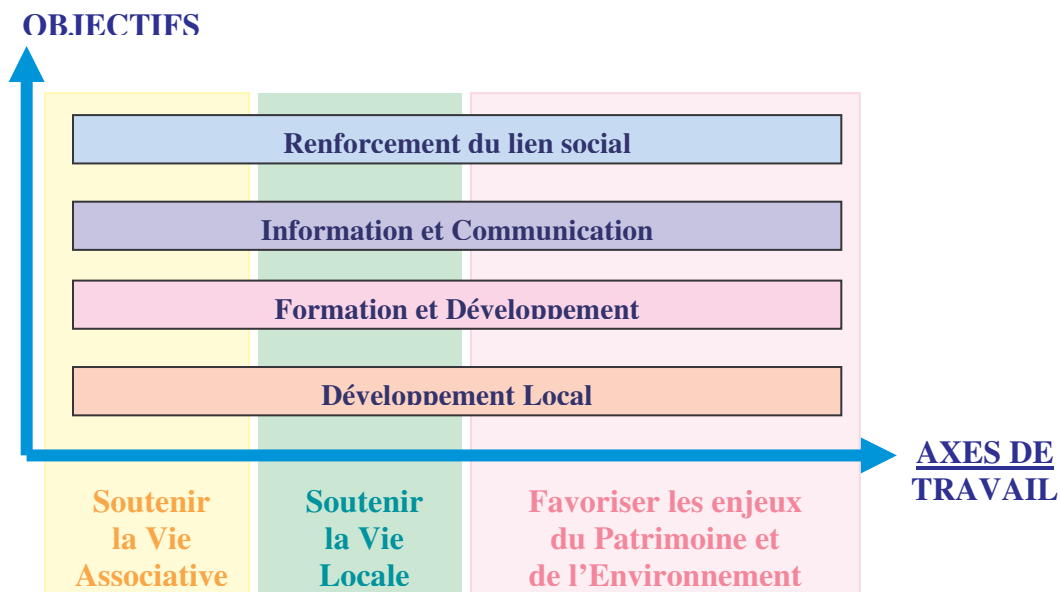 OBJECTIFS
Renforcement du lien social
Information et Communication
Formation et Développement
Développement Local
AXES DE
TRAVAIL
Soutenir
la Vie
Associative
Soutenir
la Vie
Locale
Favoriser les enjeux
du Patrimoine et
de l’Environnement